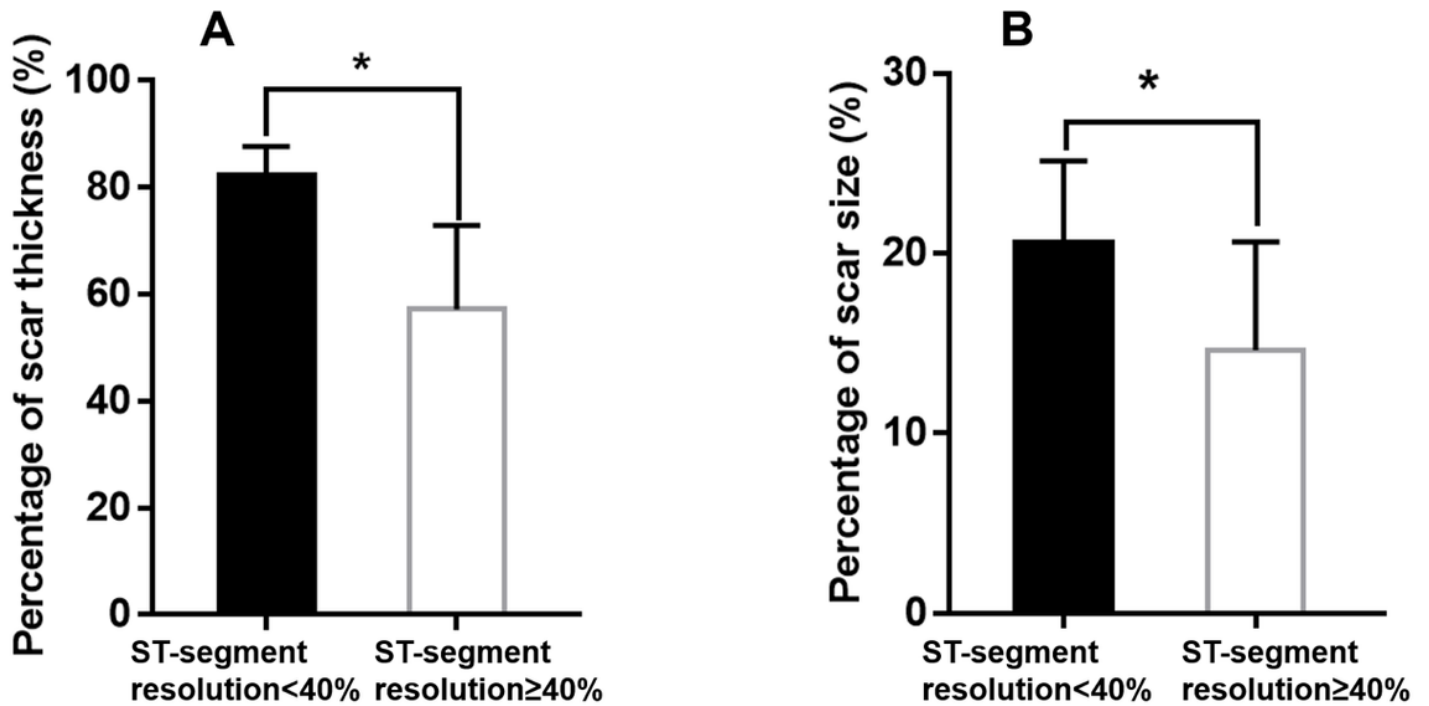 A
Percentage of scar thickness (%)
*
100
80
60
40
20
0
ST-segment
resolution<40%
ST-segment
resolution≥40%
B
Percentage of scar size (%)
*
30
20
10
0
ST-segment
resolution<40%
ST-segment
resolution≥40%